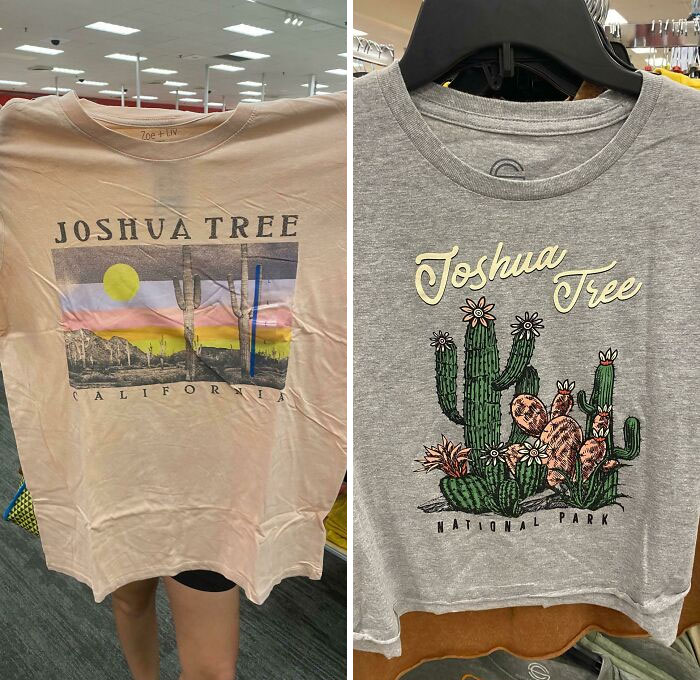 Zoe + Liv
JOSHUA TREE
CALIFORNIA
Joshua
Tree
NATIONAL PARK